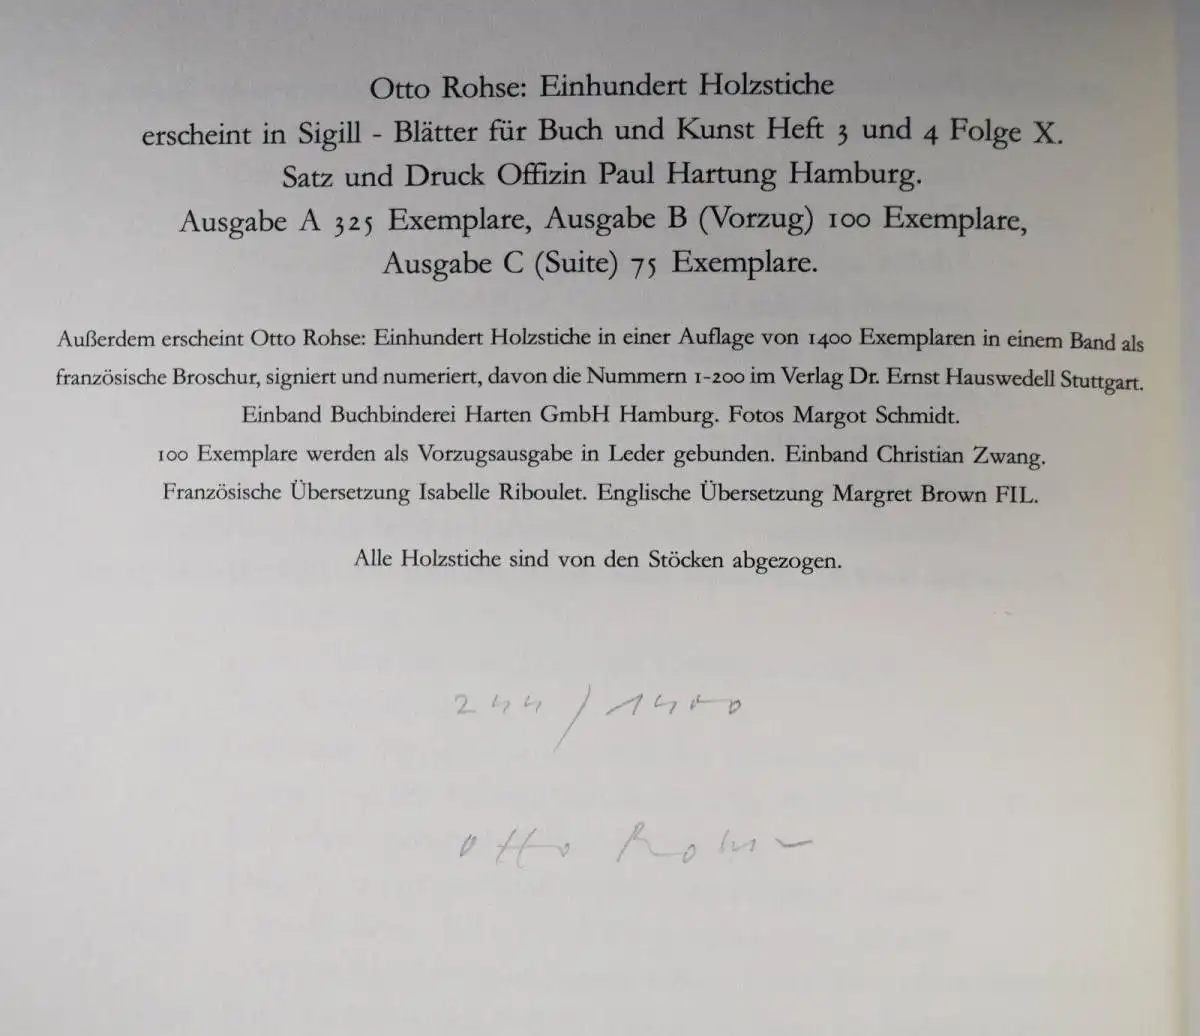 Otto Rohse: Einhundert Holzstiche
erscheint in Sigill - Blätter für Buch und Kunst Heft 3 und 4 Folge X.
Satz und Druck Offizin Paul Hartung Hamburg.
Ausgabe A 325 Exemplare, Ausgabe B (Vorzug) 100 Exemplare,
Ausgabe C (Suite) 75 Exemplare.
Außerdem erscheint Otto Rohse: Einhundert Holzstiche in einer Auflage von 1400 Exemplaren in einem Band als
französische Broschur, signiert und numeriert, davon die Nummern 1-200 im Verlag Dr. Ernst Hauswedell Stuttgart.
Einband Buchbinderei Harten GmbH Hamburg. Fotos Margot Schmidt.
100 Exemplare werden als Vorzugsausgabe in Leder gebunden. Einband Christian Zwang.
Französische Übersetzung Isabelle Riboulet. Englische Übersetzung Margret Brown FIL.
Alle Holzstiche sind von den Stöcken abgezogen.
244/1400
Otto Rohse